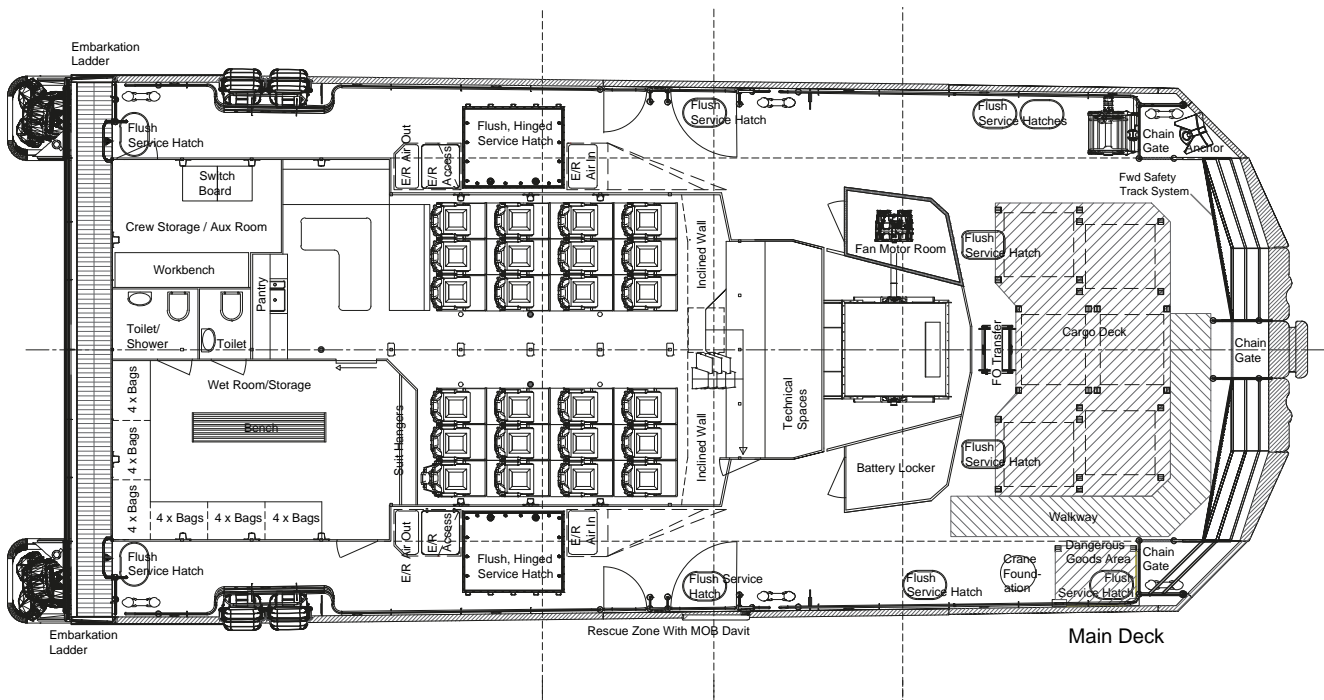 Embarkation
Ladder
Flush
Service Hatch
E/R Air Out
E/R
Access
Flush, Hinged
Service Hatch
E/R
Air In
Flush
Service Hatch
Flush
Service Hatches
Chain
Gate
Anchor
Fwd Safety
Track System
Switch
Board
Crew Storage / Aux Room
Workbench
Pantry
Toilet/
Shower
Toilet
Inclined Wall
Fan Motor Room
Flush
Service Hatch
Cargo Deck
FO Transfer
Chain
Gate
Wet Room/Storage
Bench
4 x Bags
4 x Bags
4 x Bags
4 x Bags
4 x Bags
4 x Bags
Suit Hangers
Inclined Wall
Technical
Spaces
Battery Locker
Flush
Service Hatch
Walkway
Flush
Service Hatch
E/R Air Out
E/R
Access
Flush, Hinged
Service Hatch
E/R
Air In
Flush Service
Hatch
Flush
Service Hatch
Crane
Found-
ation
Dangerous
Goods Area
Flush
Service Hatch
Chain
Gate
Embarkation
Ladder
Rescue Zone With MOB Davit
Main Deck